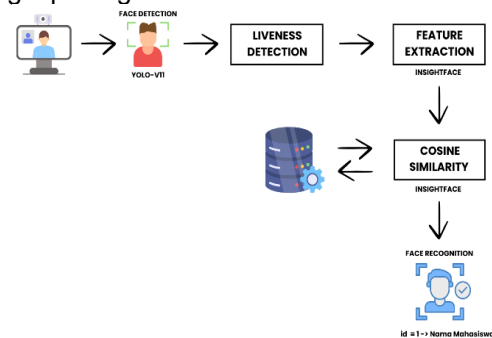 FACE DETECTION
YOLO-V11
LIVENESS
DETECTION
FEATURE
EXTRACTION
INSIGHTFACE
COSINE
SIMILARITY
INSIGHTFACE
FACE RECOGNITION
id = 1 -> Nama Mahasiswa